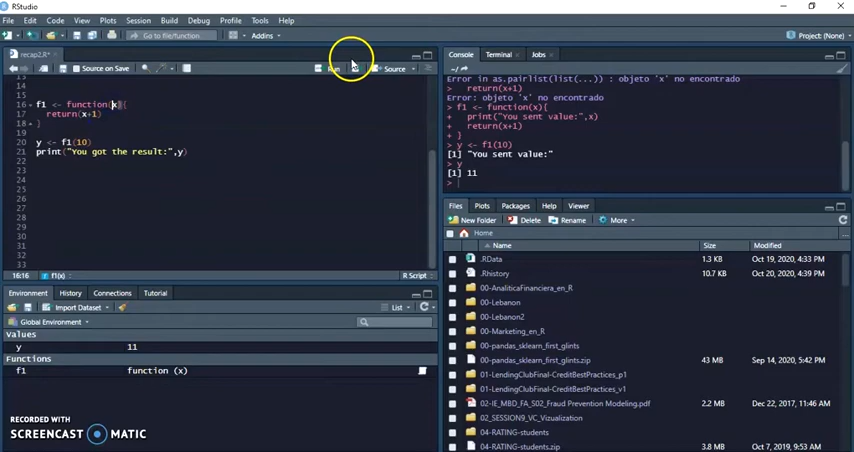 RStudio
File Edit Code View Plots Session Build Debug Profile Tools Help
Go to file/function Addins Project: (None)
recap2.R*
Source on Save Run Source
13
14
15
16 f1 <- function(x){
17 return(x+1)
18 }
19
20 y <- f1(10)
21 print("You got the result:",y)
22
23
24
25
26
27
28
29
30
31
32
33
16:16 f1(x) R Script
Environment History Connections Tutorial
Import Dataset List
Global Environment
Values
y 11
Functions
f1 function (x)
RECORDED WITH
SCREENCAST MATIC
Console Terminal Jobs
~/
Error in as.pairlist(list(...)) : objeto 'x' no encontrado
> return(x+1)
Error: objeto 'x' no encontrado
> f1 <- function(x){
+ print("You sent value:",x)
+ return(x+1)
+ }
> y <- f1(10)
[1] "You sent value:"
> y
[1] 11
>
Files Plots Packages Help Viewer
New Folder Delete Rename More
Home
Name Size Modified
.RData 1.3 KB Oct 19, 2020, 4:33 PM
.Rhistory 10.7 KB Oct 20, 2020, 4:39 PM
00-AnaliticaFinanciera_en_R
00-Lebanon
00-Lebanon2
00-Marketing_en_R
00-pandas_sklearn_first_glints
00-pandas_sklearn_first_glints.zip 43 MB Sep 14, 2020, 5:42 PM
01-LendingClubFinal-CreditBestPractices_p1
01-LendingClubFinal-CreditBestPractices_v1
02-IE_MBD_FA_S02_Fraud Prevention Modeling.pdf 2.2 MB Dec 22, 2017, 11:46 AM
02_SESSION9_VC_Vizualization
04-RATING-students
04-RATING-students.zip 3.8 MB Oct 7, 2019, 9:53 AM